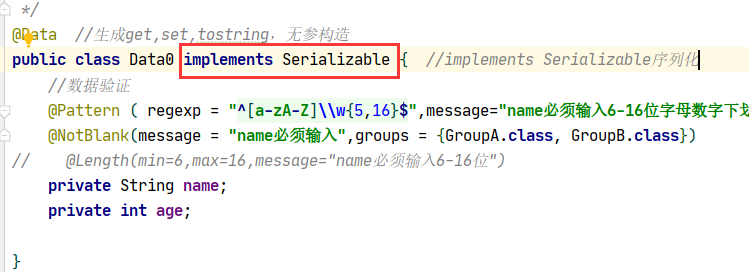 */
@Data //生成get,set,tostring，无参构造
public class Data0 implements Serializable { //implements Serializable序列化
//数据验证
@Pattern ( regexp = "^[a-zA-Z]\\w{5,16}$",message="name必须输入6-16位字母数字下划
@NotBlank(message = "name必须输入",groups = {GroupA.class, GroupB.class})
// @Length(min=6,max=16,message="name必须输入6-16位")
private String name;
private int age;
}